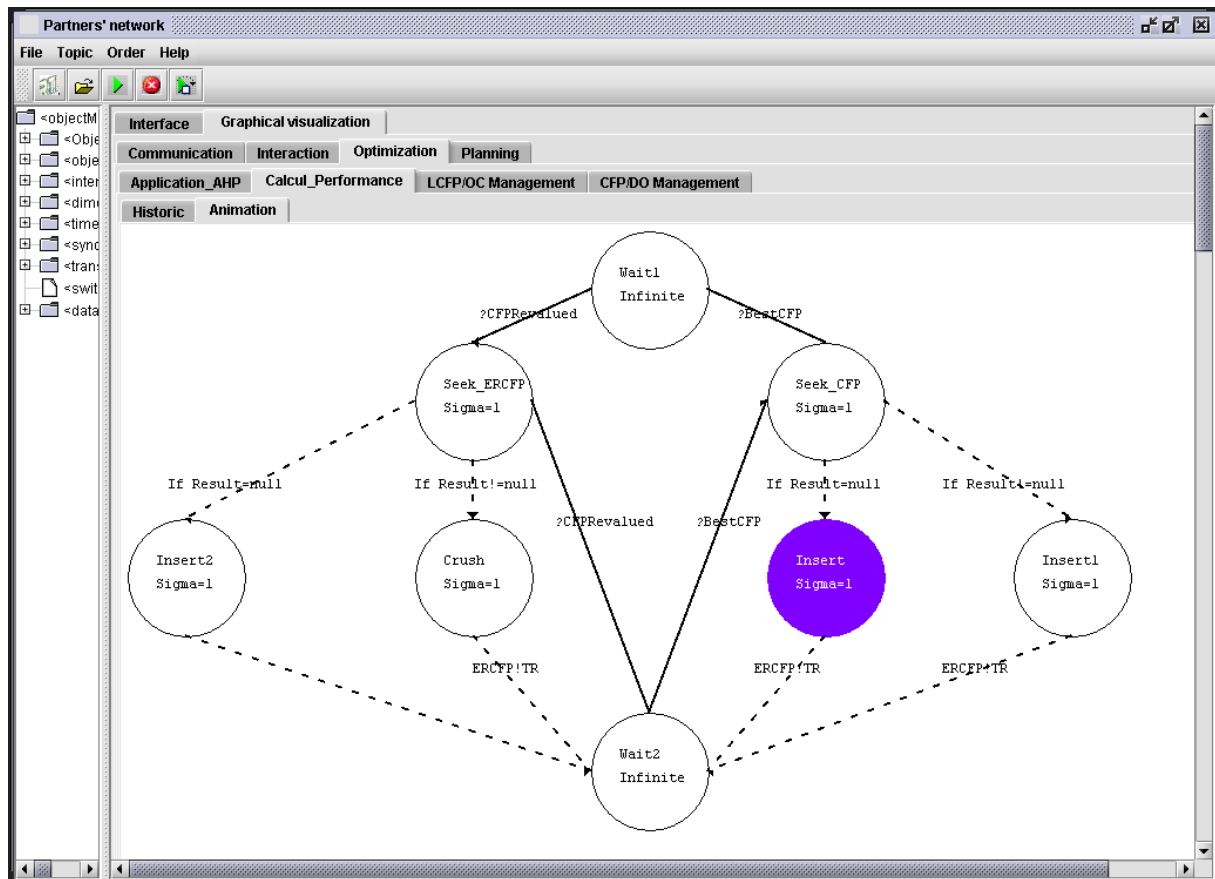 Partners' network
File Topic Order Help
<objectM
<Obje
<obje
<inter
<dime
<time
<sync
<trans
<swit
<data
Interface Graphical visualization
Communication Interaction Optimization Planning
Application_AHP Calcul_Performance LCFP/OC Management CFP/DO Management
Historic Animation
Wait1
Infinite
?CFPRevalued ?BestCFP
Seek_ERCFP Seek_CFP
Sigma=1 Sigma=1
If Result=null If Result!=null If Result=null If Result!=null
?CFPRevalued ?BestCFP
Insert2 Crush Insert Insert1
Sigma=1 Sigma=1 Sigma=1 Sigma=1
ERCFP!TR ERCFP!TR ERCFP!TR
Wait2
Infinite